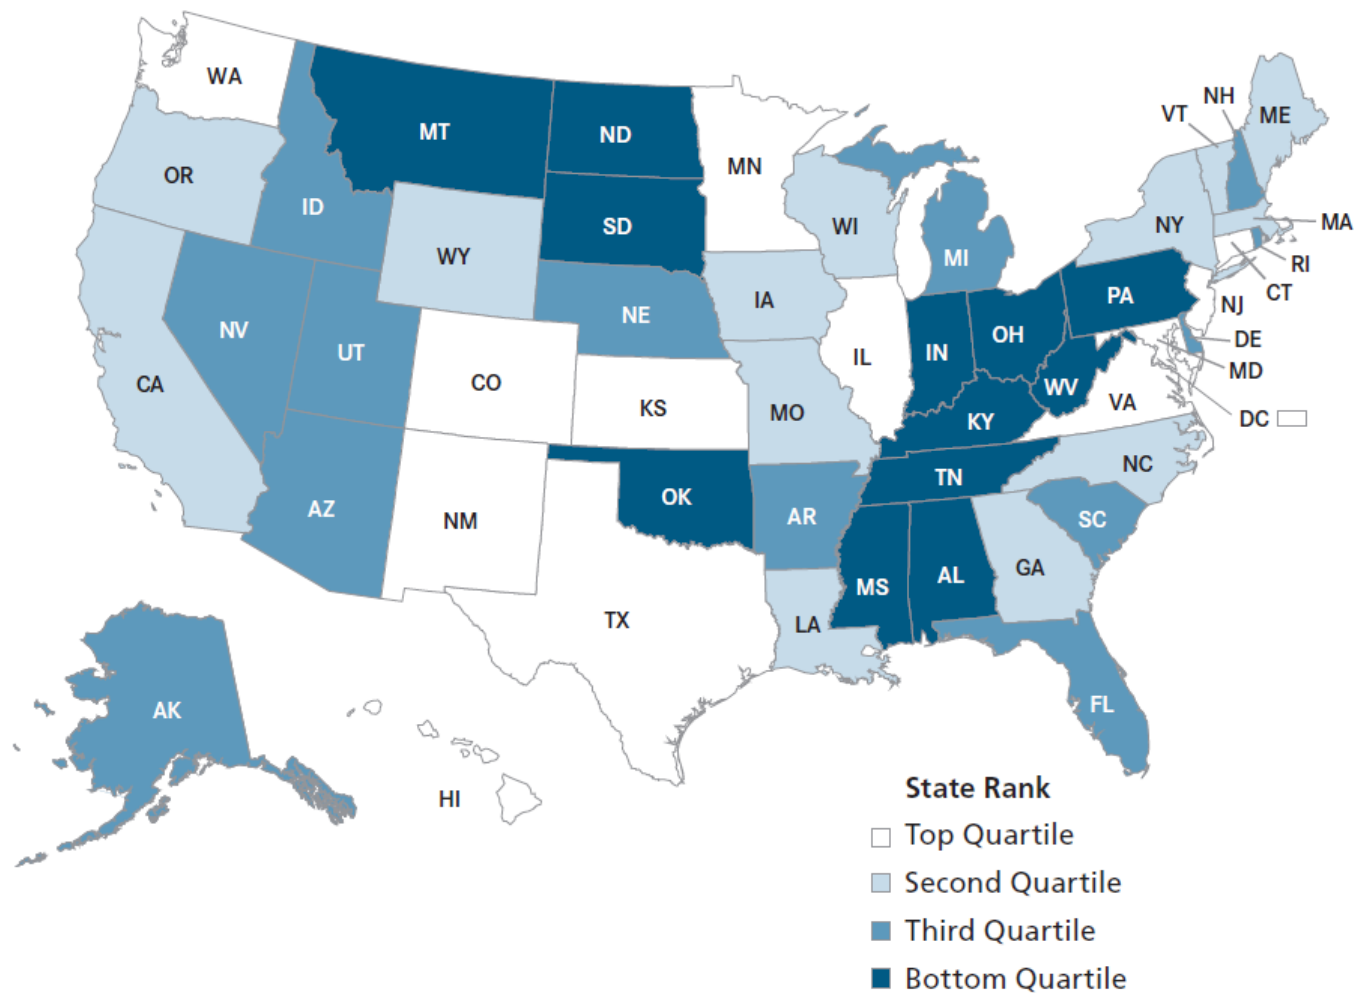 WA
MT
ND
MN
OR
ID
SD
WY
WI
MI
VT
NH
ME
NY
MA
RI
CT
NJ
PA
NE
IA
NV
UT
CO
KS
CA
MO
IL
IN
OH
WV
VA
DE
MD
DC
KY
NC
TN
AZ
NM
OK
AR
SC
GA
AL
MS
LA
TX
FL
AK
HI
State Rank
Top Quartile
Second Quartile
Third Quartile
Bottom Quartile